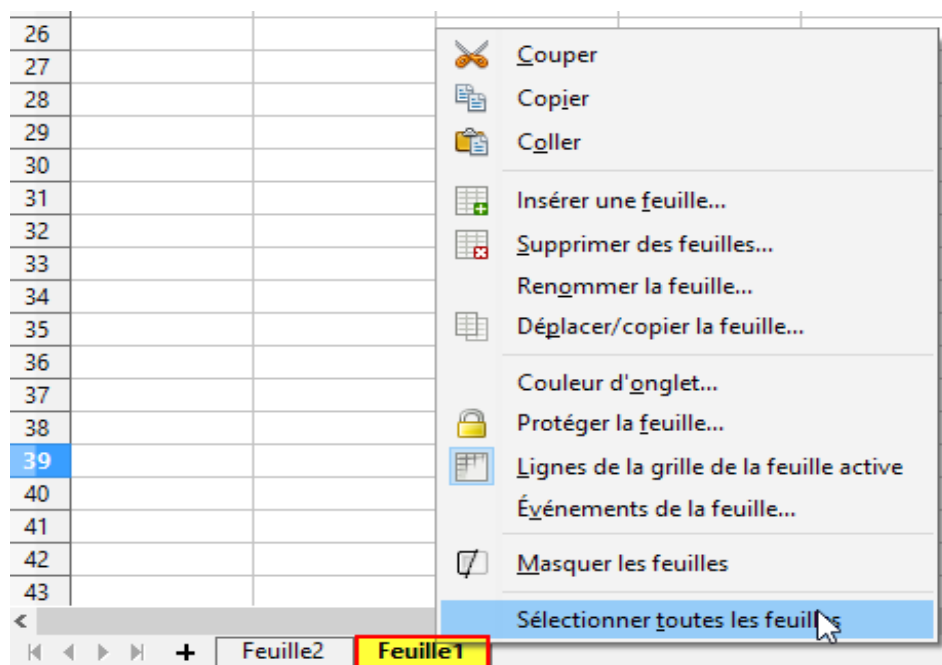 26
27
28
29
30
31
32
33
34
35
36
37
38
39
40
41
42
43
Couper
Copier
Coller
Insérer une feuille...
Supprimer des feuilles...
Renommer la feuille...
Déplacer/copier la feuille...
Couleur d'onglet...
Protéger la feuille...
Lignes de la grille de la feuille active
Événements de la feuille...
Masquer les feuilles
Sélectionner toutes les feuilles
Feuille2 Feuille1